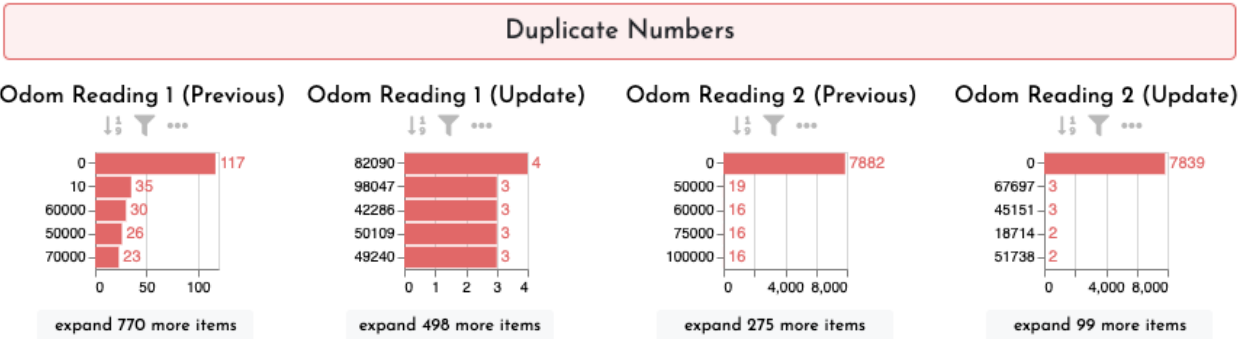 Duplicate Numbers
Odom Reading 1 (Previous)
0 117
10 35
60000 30
50000 26
70000 23
0 50 100
expand 770 more items
Odom Reading 1 (Update)
82090 4
98047 3
42286 3
50109 3
49240 3
0 1 2 3 4
expand 498 more items
Odom Reading 2 (Previous)
0 7882
50000 19
60000 16
75000 16
100000 16
0 4,000 8,000
expand 275 more items
Odom Reading 2 (Update)
0 7839
67697 3
45151 3
18714 2
51738 2
0 4,000 8,000
expand 99 more items